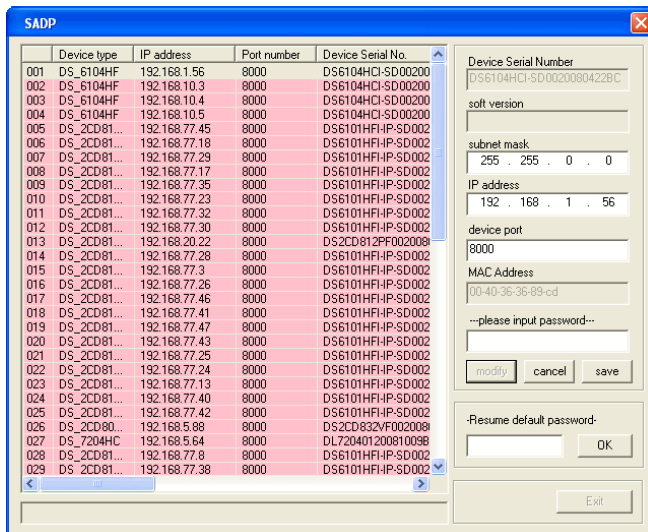 SADP
Device type IP address Port number Device Serial No.
001 DS_6104HF 192.168.1.56 8000 DS6104HCI-SD00200
002 DS_6104HF 192.168.10.3 8000 DS6104HCI-SD00200
003 DS_6104HF 192.168.10.4 8000 DS6104HCI-SD00200
004 DS_6104HF 192.168.10.5 8000 DS6104HCI-SD00200
005 DS_2CD81... 192.168.77.45 8000 DS6101HFI-IP-SD002
006 DS_2CD81... 192.168.77.18 8000 DS6101HFI-IP-SD002
007 DS_2CD81... 192.168.77.29 8000 DS6101HFI-IP-SD002
008 DS_2CD81... 192.168.77.17 8000 DS6101HFI-IP-SD002
009 DS_2CD81... 192.168.77.35 8000 DS6101HFI-IP-SD002
010 DS_2CD81... 192.168.77.23 8000 DS6101HFI-IP-SD002
011 DS_2CD81... 192.168.77.32 8000 DS6101HFI-IP-SD002
012 DS_2CD81... 192.168.77.30 8000 DS6101HFI-IP-SD002
013 DS_2CD81... 192.168.20.22 8000 DS2CD812PF002008
014 DS_2CD81... 192.168.77.28 8000 DS6101HFI-IP-SD002
015 DS_2CD81... 192.168.77.3 8000 DS6101HFI-IP-SD002
016 DS_2CD81... 192.168.77.26 8000 DS6101HFI-IP-SD002
017 DS_2CD81... 192.168.77.46 8000 DS6101HFI-IP-SD002
018 DS_2CD81... 192.168.77.41 8000 DS6101HFI-IP-SD002
019 DS_2CD81... 192.168.77.47 8000 DS6101HFI-IP-SD002
020 DS_2CD81... 192.168.77.43 8000 DS6101HFI-IP-SD002
021 DS_2CD81... 192.168.77.25 8000 DS6101HFI-IP-SD002
022 DS_2CD81... 192.168.77.24 8000 DS6101HFI-IP-SD002
023 DS_2CD81... 192.168.77.13 8000 DS6101HFI-IP-SD002
024 DS_2CD81... 192.168.77.40 8000 DS6101HFI-IP-SD002
025 DS_2CD81... 192.168.77.42 8000 DS6101HFI-IP-SD002
026 DS_2CD80... 192.168.5.88 8000 DS2CD832VF002008
027 DS_7204HC 192.168.5.64 8000 DL72040120081009B
028 DS_2CD81... 192.168.77.8 8000 DS6101HFI-IP-SD002
029 DS_2CD81... 192.168.77.38 8000 DS6101HFI-IP-SD002
Device Serial Number
DS6104HCI-SD0020080422BC
soft version
subnet mask
255 . 255 . 0 . 0
IP address
192 . 168 . 1 . 56
device port
8000
MAC Address
00-40-36-36-89-cd
---please input password---
modify cancel save
-Resume default password-
OK
Exit